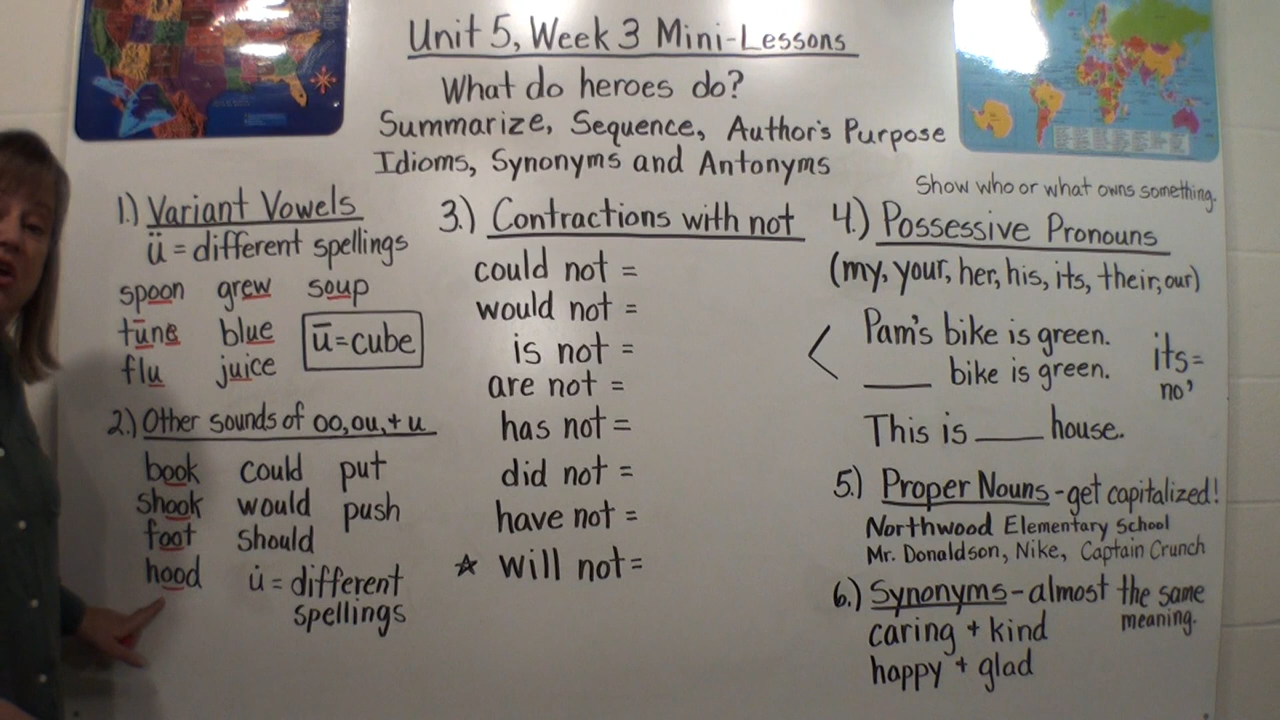 Unit 5, Week 3 Mini-Lessons
What do heroes do?
Summarize, Sequence, Author's Purpose
Idioms, Synonyms and Antonyms
1.) Variant Vowels
ü = different spellings
spoon grew soup
tūne blue ū = cube
flu juice
2.) Other sounds of oo, ou, + u
book could put
shook would push
foot should
hood u̇ = different
spellings
3.) Contractions with not
could not =
would not =
is not =
are not =
has not =
did not =
have not =
☆ will not =
Show who or what owns something.
4.) Possessive Pronouns
(my, your, her, his, its, their, our)
< Pam's bike is green.
____ bike is green.
its =
no '
This is ____ house.
5.) Proper Nouns - get capitalized!
Northwood Elementary School
Mr. Donaldson, Nike, Captain Crunch
6.) Synonyms - almost the same
meaning.
caring + kind
happy + glad